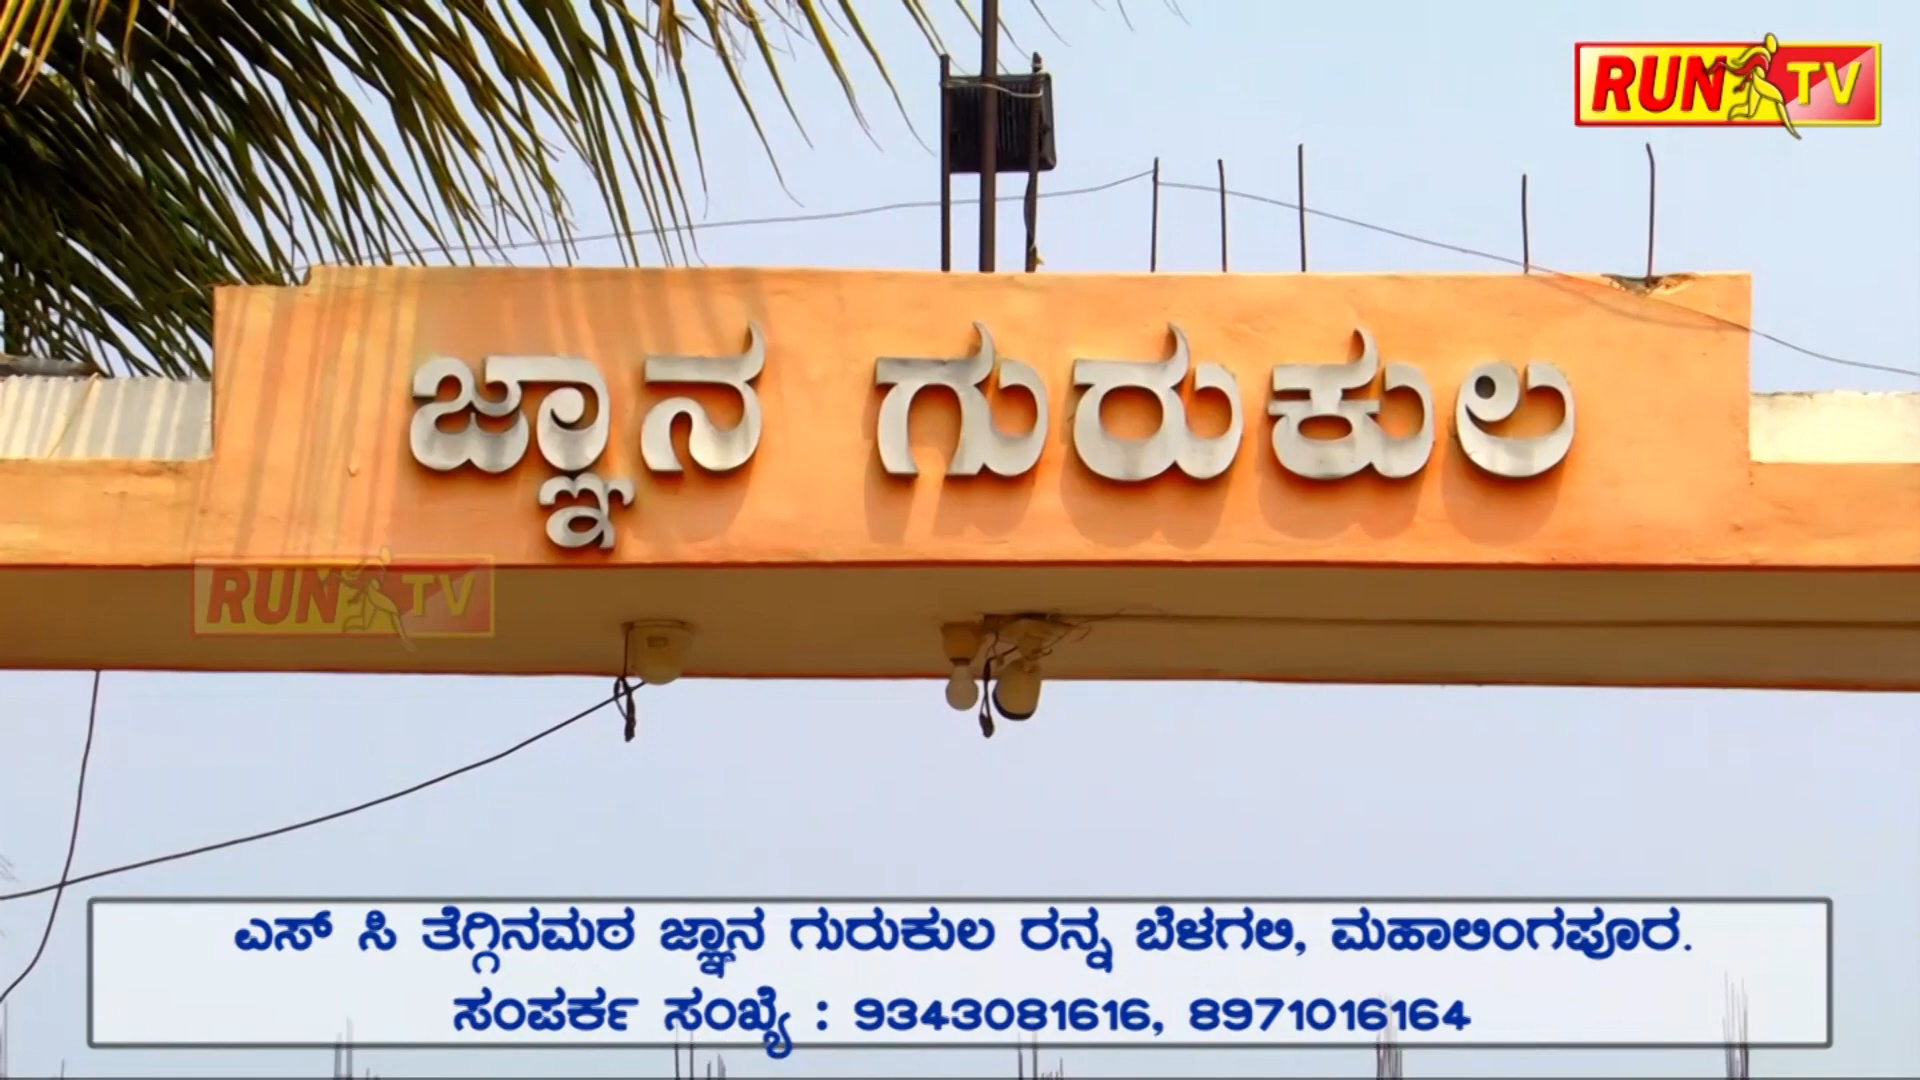 RUN TV
ಜ್ಞಾನ ಗುರುಕುಲ
RUN TV
ಎಸ್ ಸಿ ತೆಗ್ಗಿನಮಠ ಜ್ಞಾನ ಗುರುಕುಲ ರನ್ನ ಬೆಳಗಲಿ, ಮಹಾಲಿಂಗಪೂರ.
ಸಂಪರ್ಕ ಸಂಖ್ಯೆ : 9343081616, 8971016164